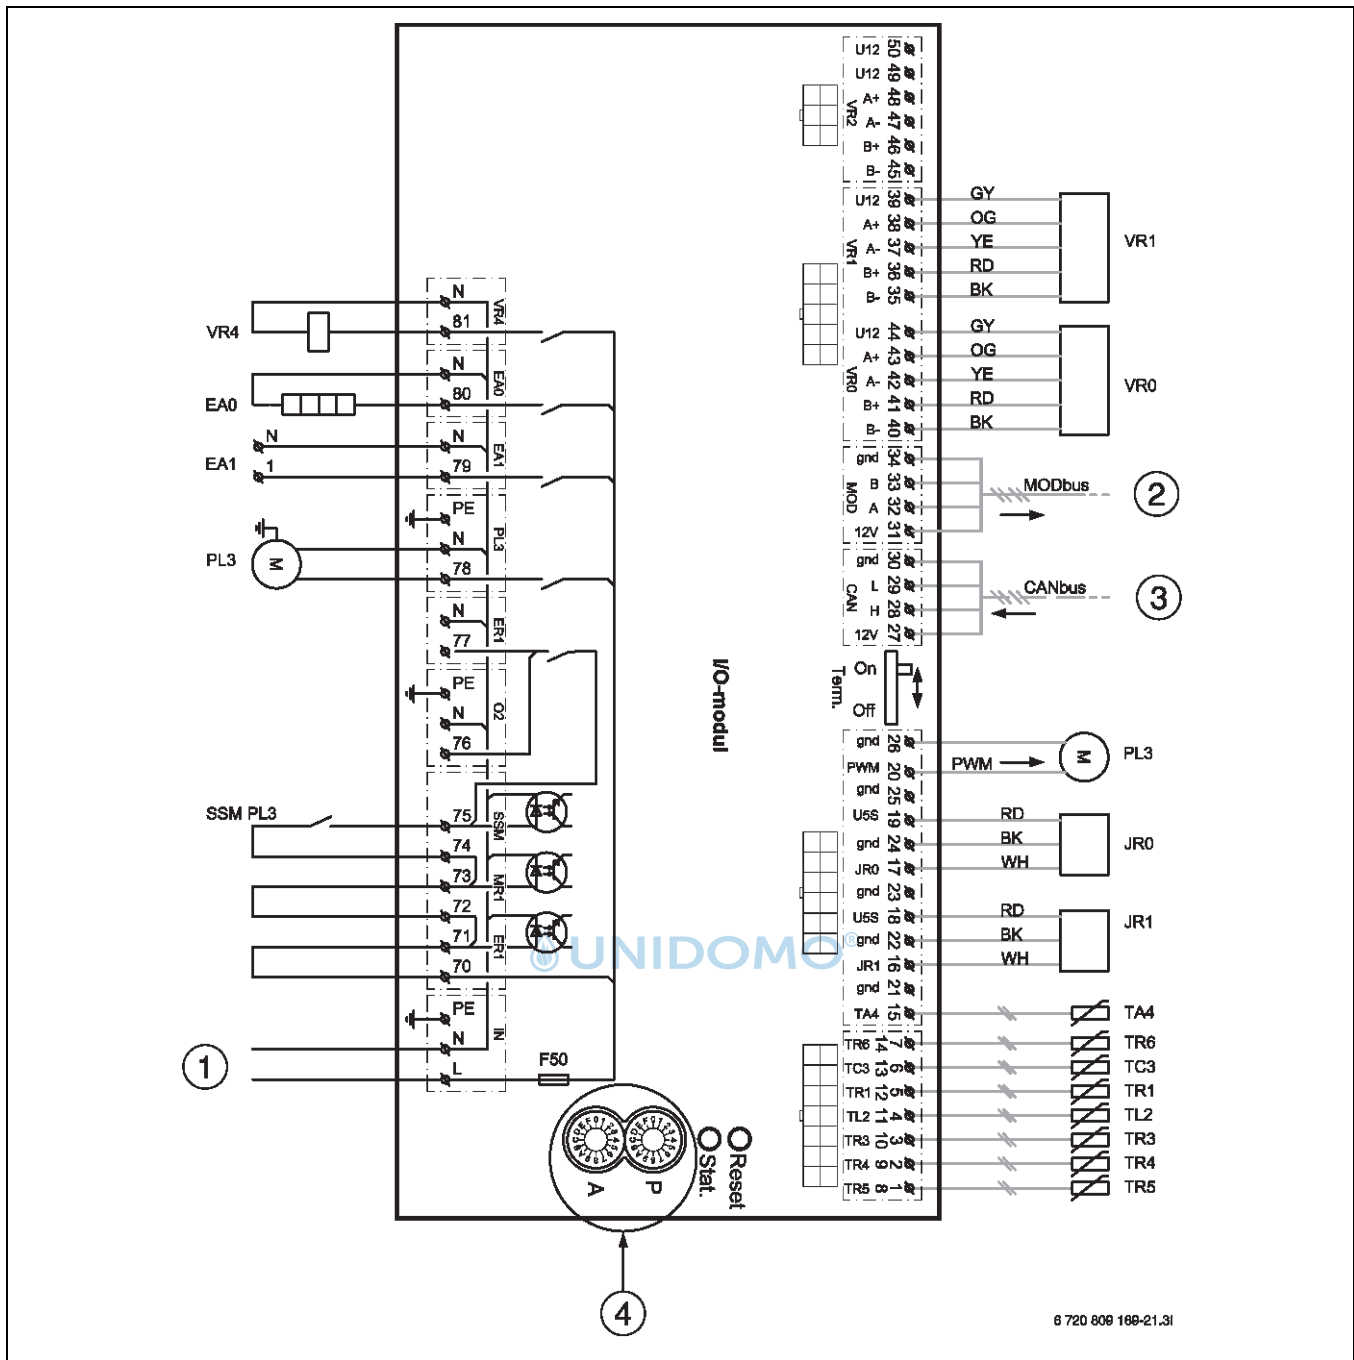 U12 50
U12 49
A+ 48
A- 47
B+ 46
B- 45
VR2
U12 39 GY
A+ 38 OG
A- 37 YE
B+ 36 RD
B- 35 BK
VR1
VR1
U12 44 GY
A+ 43 OG
A- 42 YE
B+ 41 RD
B- 40 BK
VR0
VR0
gnd 34
B 33
A 32
12V 31
MOD
MODbus
2
gnd 30
L 29
H 28
12V 27
CAN
CANbus
3
On
Off
Term.
I/O-modul
gnd 26
PWM 20 PWM
M
PL3
gnd 25
U5S 19 RD
gnd 24 BK
JR0 17 WH
JR0
gnd 23
U5S 18 RD
gnd 22 BK
JR1 16 WH
JR1
gnd 21
TA4 15 TA4
TR6 14 7 TR6
TC3 13 6 TC3
TR1 12 5 TR1
TL2 11 4 TL2
TR3 10 3 TR3
TR4 9 2 TR4
TR5 8 1 TR5
VR4
N
81
VR4
EA0
N
80
EA0
EA1
N
1
N
79
EA1
PL3
M
PE
N
78
PL3
N
77
ER1
PE
N
76
O2
SSM PL3
75
74
SSM
73
72
MR1
71
70
ER1
UNIDOMO®
1
PE
N
L
IN
F50
A
P
Stat.
Reset
4
6 720 809 169-21.3I